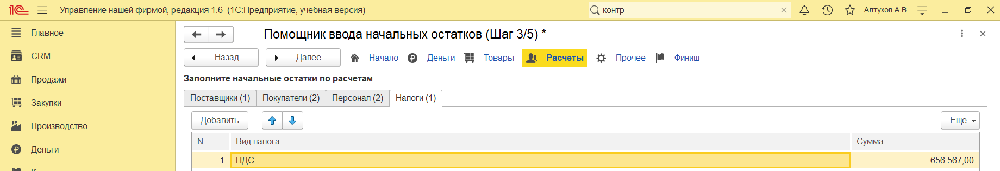 1С Управление нашей фирмой, редакция 1.6 (1С:Предприятие, учебная версия) контр Алтухов А.В.
Главное
CRM
Продажи
Закупки
Производство
Деньги
Помощник ввода начальных остатков (Шаг 3/5) *
Назад Далее Начало Деньги Товары Расчеты Прочее Финиш
Заполните начальные остатки по расчетам
Поставщики (1) Покупатели (2) Персонал (2) Налоги (1)
Добавить Еще
N Вид налога Сумма
1 НДС 656 567,00